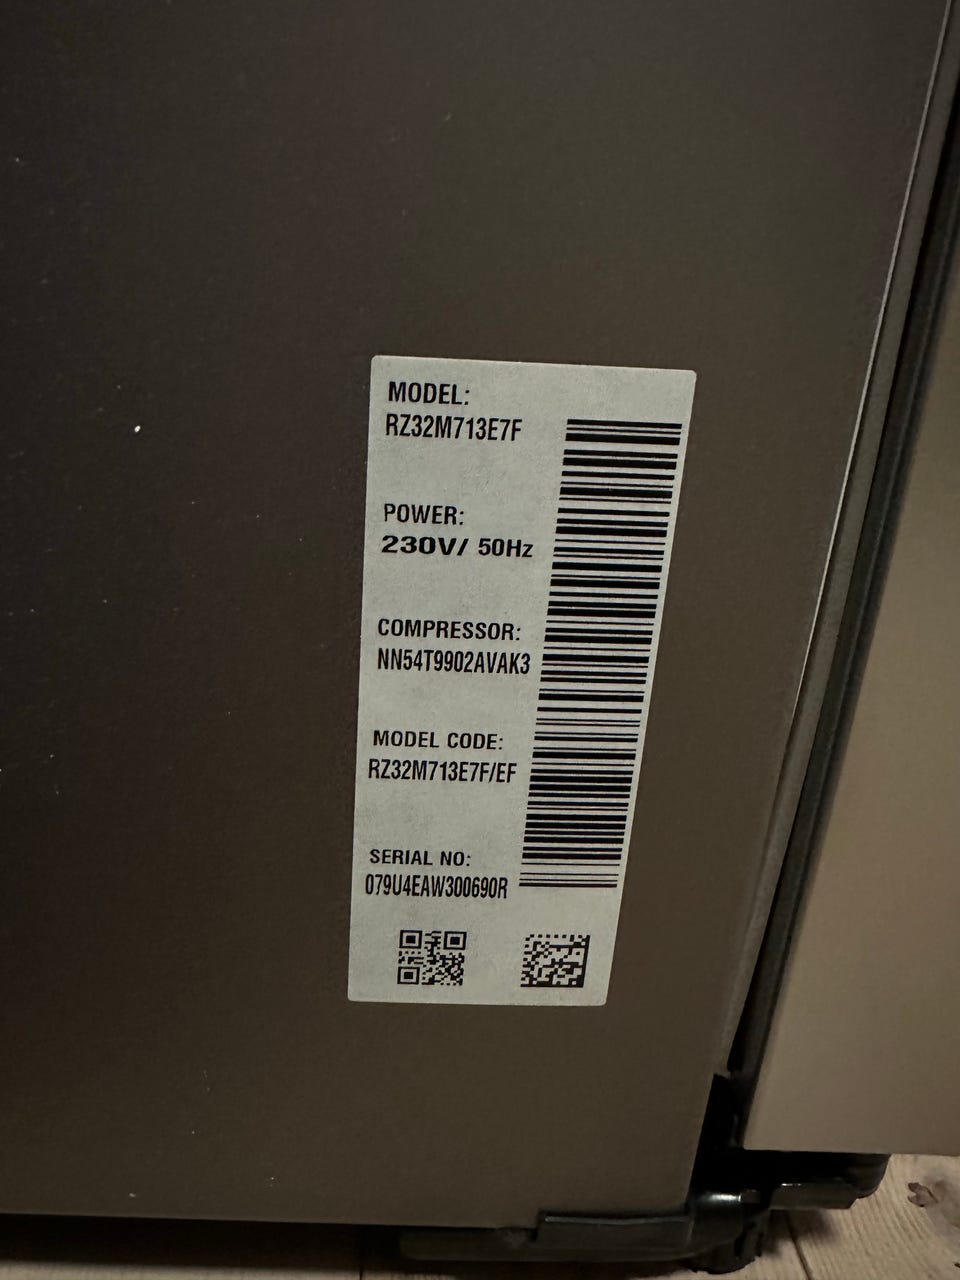 MODEL:
RZ32M713E7F
POWER:
230V/ 50Hz
COMPRESSOR:
NN54T9902AVAK3
MODEL CODE:
RZ32M713E7F/EF
SERIAL NO:
079U4EAW300690R